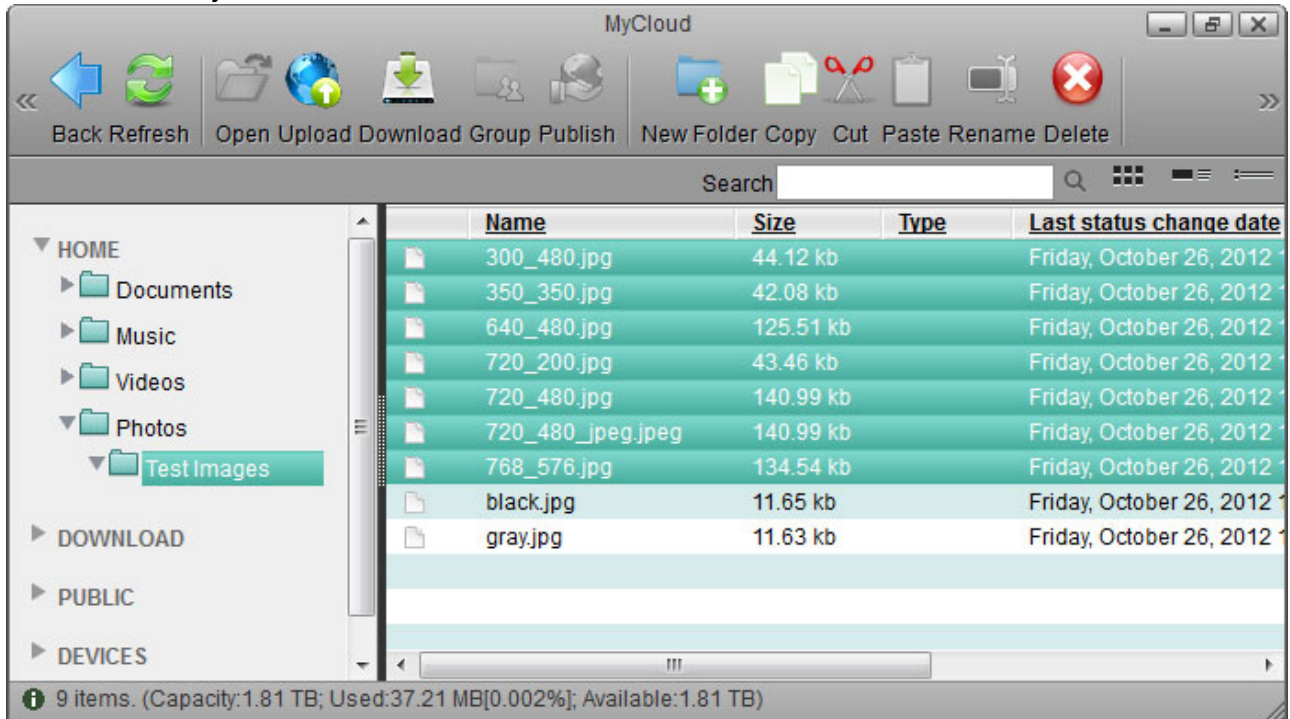 MyCloud
Back Refresh Open Upload Download Group Publish New Folder Copy Cut Paste Rename Delete
Search
HOME
Documents
Music
Videos
Photos
Test Images
DOWNLOAD
PUBLIC
DEVICES
Name Size Type Last status change date
300_480.jpg 44.12 kb Friday, October 26, 2012
350_350.jpg 42.08 kb Friday, October 26, 2012
640_480.jpg 125.51 kb Friday, October 26, 2012
720_200.jpg 43.46 kb Friday, October 26, 2012
720_480.jpg 140.99 kb Friday, October 26, 2012
720_480_jpeg.jpeg 140.99 kb Friday, October 26, 2012
768_576.jpg 134.54 kb Friday, October 26, 2012
black.jpg 11.65 kb Friday, October 26, 2012
gray.jpg 11.63 kb Friday, October 26, 2012
9 items. (Capacity:1.81 TB; Used:37.21 MB[0.002%]; Available:1.81 TB)